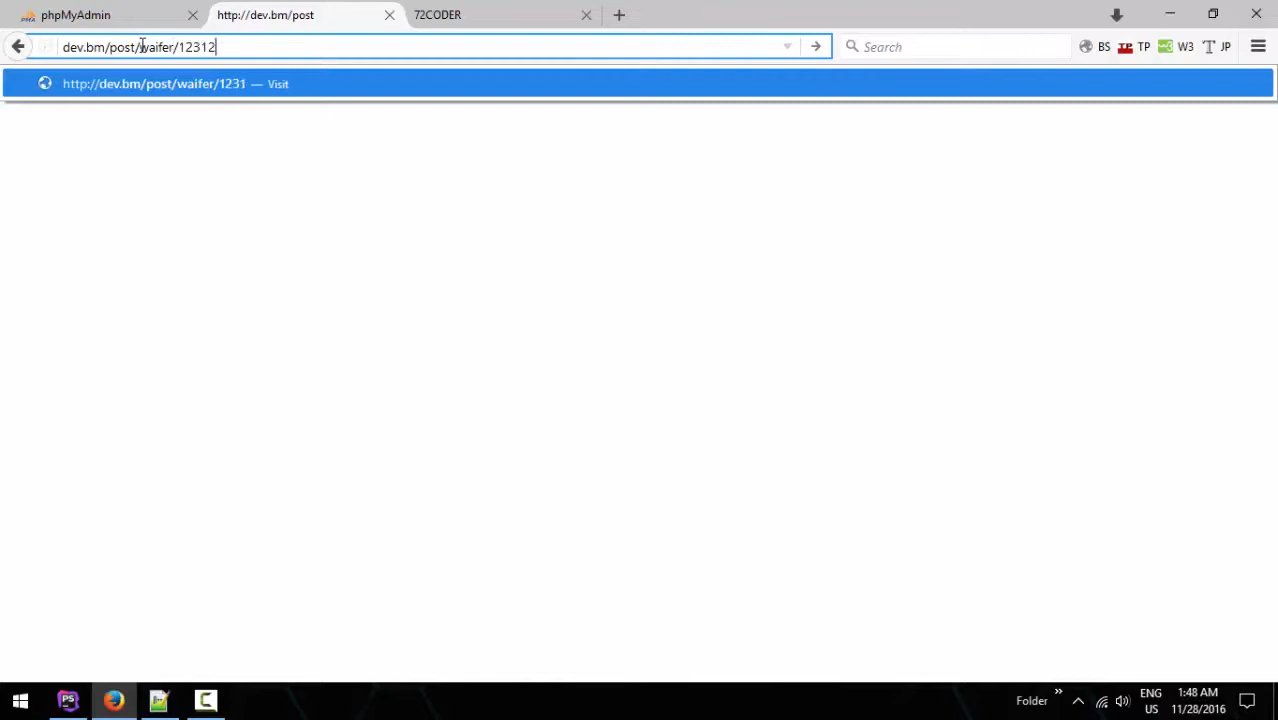 phpMyAdmin
http://dev.bm/post
72CODER
dev.bm/post/waifer/12312
Search
BS
TP
W3
JP
http://dev.bm/post/waifer/1231 — Visit
Folder
ENG
US
1:48 AM
11/28/2016